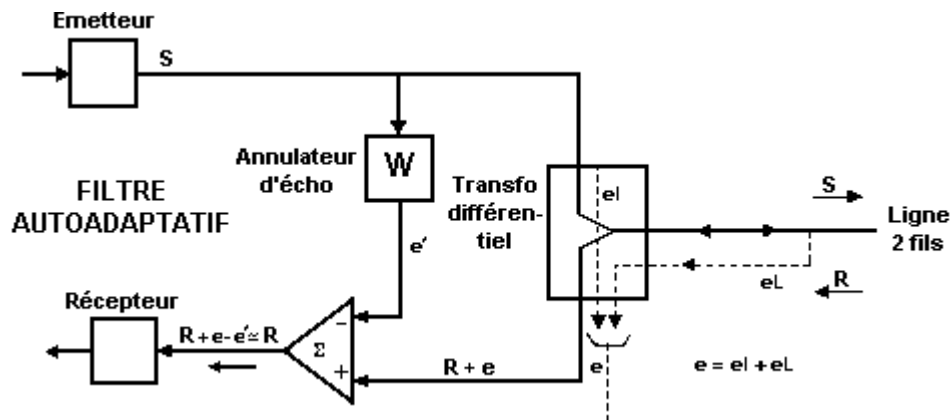 Emetteur
S
Annulateur
d'écho
W
Transfo
différen-
tiel
el
S
Ligne
2 fils
FILTRE
AUTOADAPTATIF
e'
eL
R
Récepteur
R+e-e'≃R
Σ
-
+
R + e
e
e = el + eL